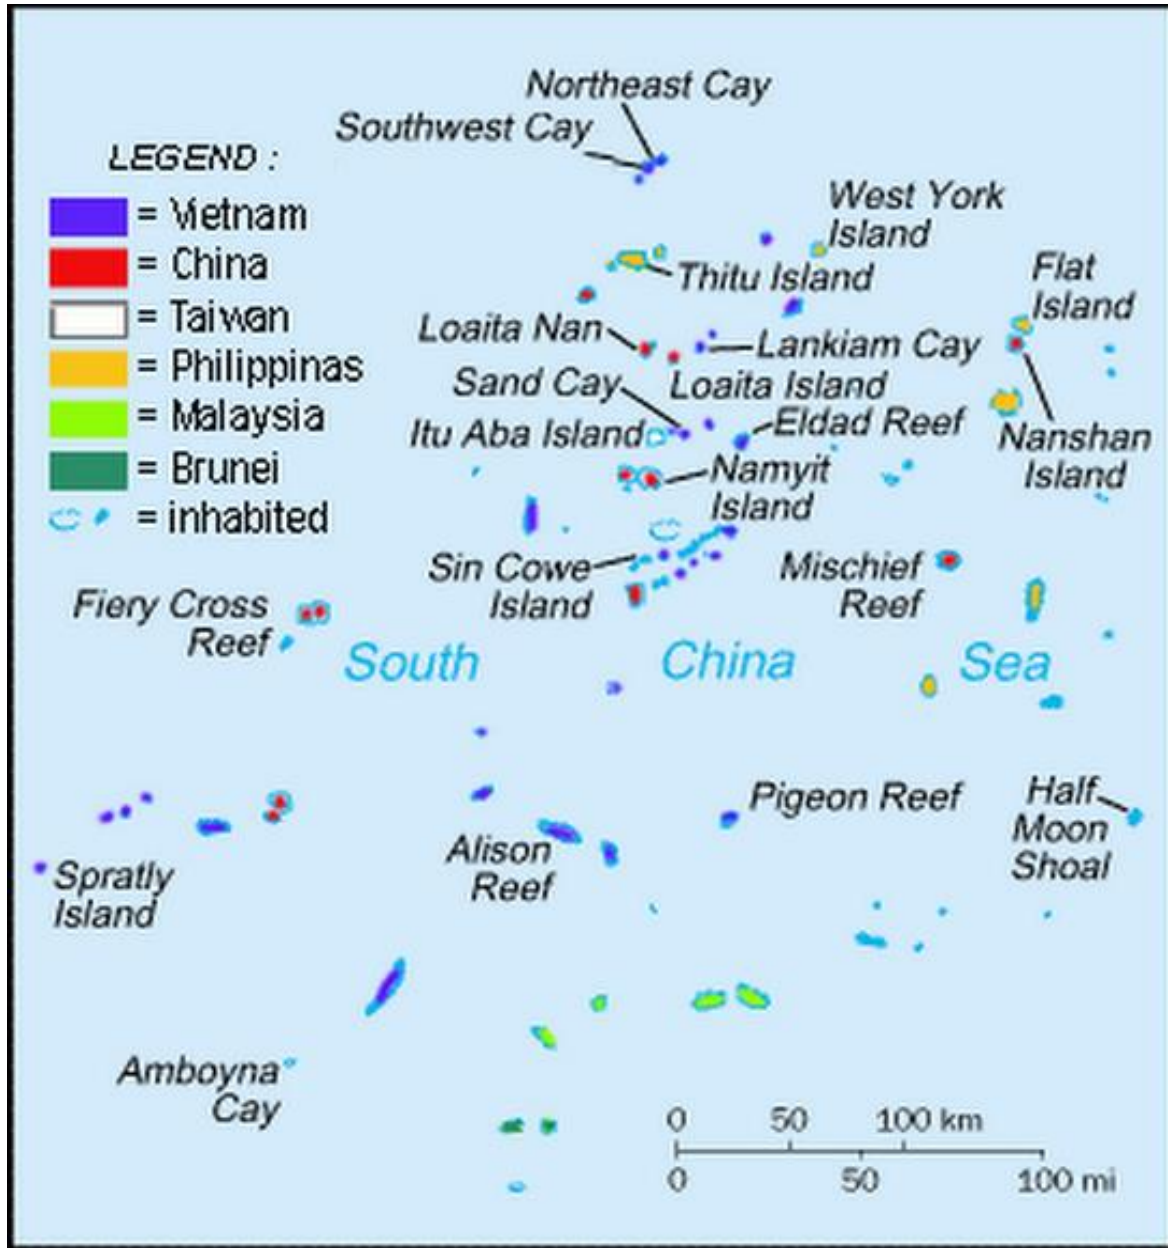 Northeast Cay
Southwest Cay
LEGEND :
= Vietnam
= China
= Taiwan
= Philippinas
= Malaysia
= Brunei
= inhabited
West York
Island
Thitu Island
Flat
Island
Loaita Nan
Lankiam Cay
Sand Cay
Loaita Island
Itu Aba Island
Eldad Reef
Nanshan
Island
Namyit
Island
Sin Cowe
Island
Mischief
Reef
Fiery Cross
Reef
South China Sea
Pigeon Reef
Half
Moon
Shoal
Alison
Reef
Spratly
Island
Amboyna
Cay
0 50 100 km
0 50 100 mi